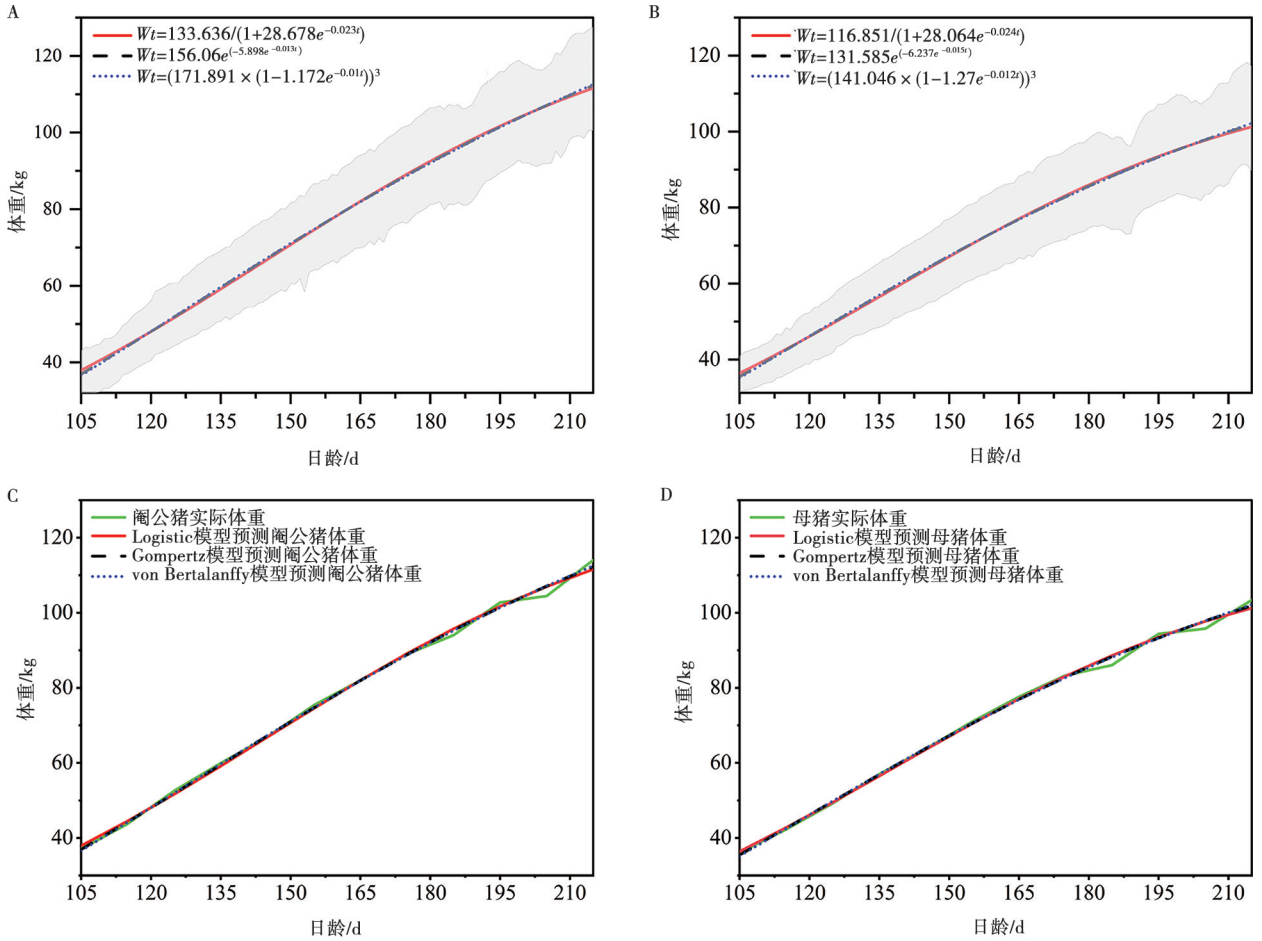 A
Wt=133.636/(1+28.678e^{-0.023t})
Wt=156.06e^{(-5.898e^{-0.013t})}
Wt=(171.891×(1-1.172e^{-0.01t}))^3
体重/kg
120
100
80
60
40
105 120 135 150 165 180 195 210
日龄/d
B
`Wt=116.851/(1+28.064e^{-0.024t})
`Wt=131.585e^{(-6.237e^{-0.015t})}
`Wt=(141.046×(1-1.27e^{-0.012t}))^3
体重/kg
120
100
80
60
40
105 120 135 150 165 180 195 210
日龄/d
C
阉公猪实际体重
Logistic模型预测阉公猪体重
Gompertz模型预测阉公猪体重
von Bertalanffy模型预测阉公猪体重
体重/kg
120
100
80
60
40
105 120 135 150 165 180 195 210
日龄/d
D
母猪实际体重
Logistic模型预测母猪体重
Gompertz模型预测母猪体重
von Bertalanffy模型预测母猪体重
体重/kg
120
100
80
60
40
105 120 135 150 165 180 195 210
日龄/d